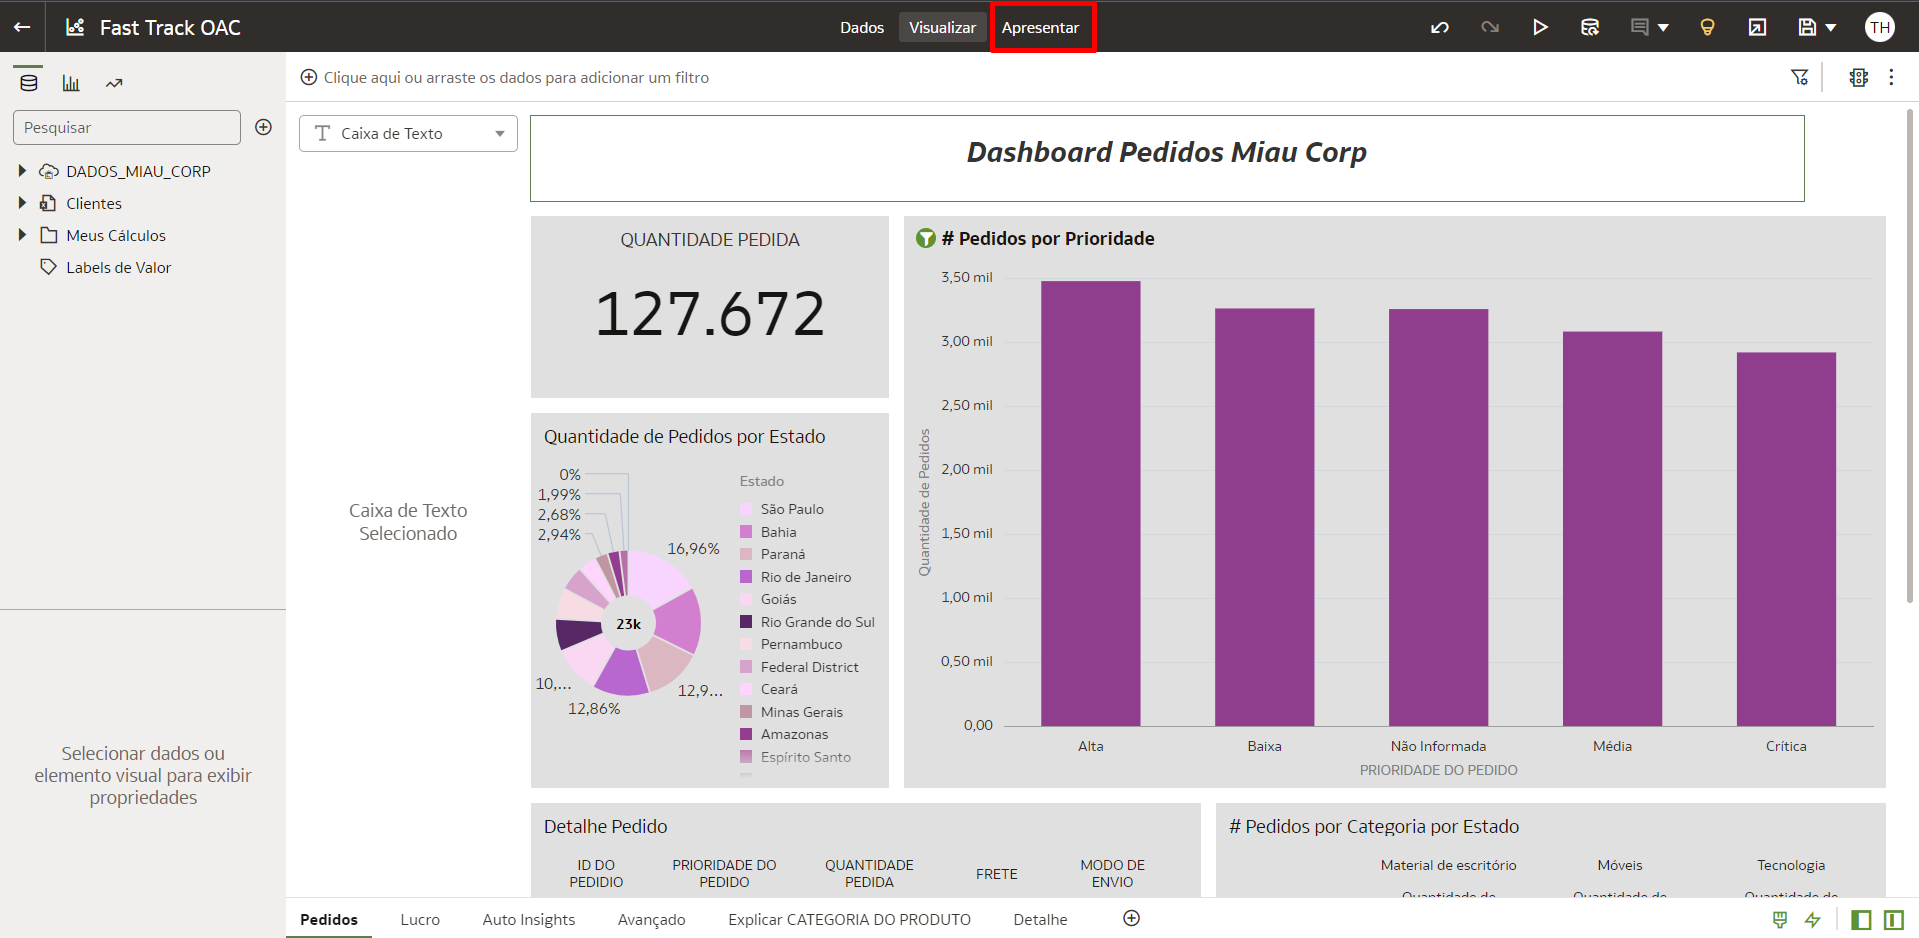 Fast Track OAC
Dados
Visualizar
Apresentar
TH
Clique aqui ou arraste os dados para adicionar um filtro
Pesquisar
DADOS_MIAU_CORP
Clientes
Meus Cálculos
Labels de Valor
Selecionar dados ou
elemento visual para exibir
propriedades
Caixa de Texto
Caixa de Texto
Selecionado
Dashboard Pedidos Miau Corp
QUANTIDADE PEDIDA
127.672
Quantidade de Pedidos por Estado
0%
1,99%
2,68%
2,94%
16,96%
23k
10,...
12,9...
12,86%
Estado
São Paulo
Bahia
Paraná
Rio de Janeiro
Goiás
Rio Grande do Sul
Pernambuco
Federal District
Ceará
Minas Gerais
Amazonas
Espírito Santo
# Pedidos por Prioridade
Quantidade de Pedidos
3,50 mil
3,00 mil
2,50 mil
2,00 mil
1,50 mil
1,00 mil
0,50 mil
0,00
Alta
Baixa
Não Informada
Média
Crítica
PRIORIDADE DO PEDIDO
Detalhe Pedido
ID DO
PEDIDIO
PRIORIDADE DO
PEDIDO
QUANTIDADE
PEDIDA
FRETE
MODO DE
ENVIO
# Pedidos por Categoria por Estado
Material de escritório
Móveis
Tecnologia
Quantidade de
Quantidade de
Quantidade de
Pedidos
Lucro
Auto Insights
Avançado
Explicar CATEGORIA DO PRODUTO
Detalhe